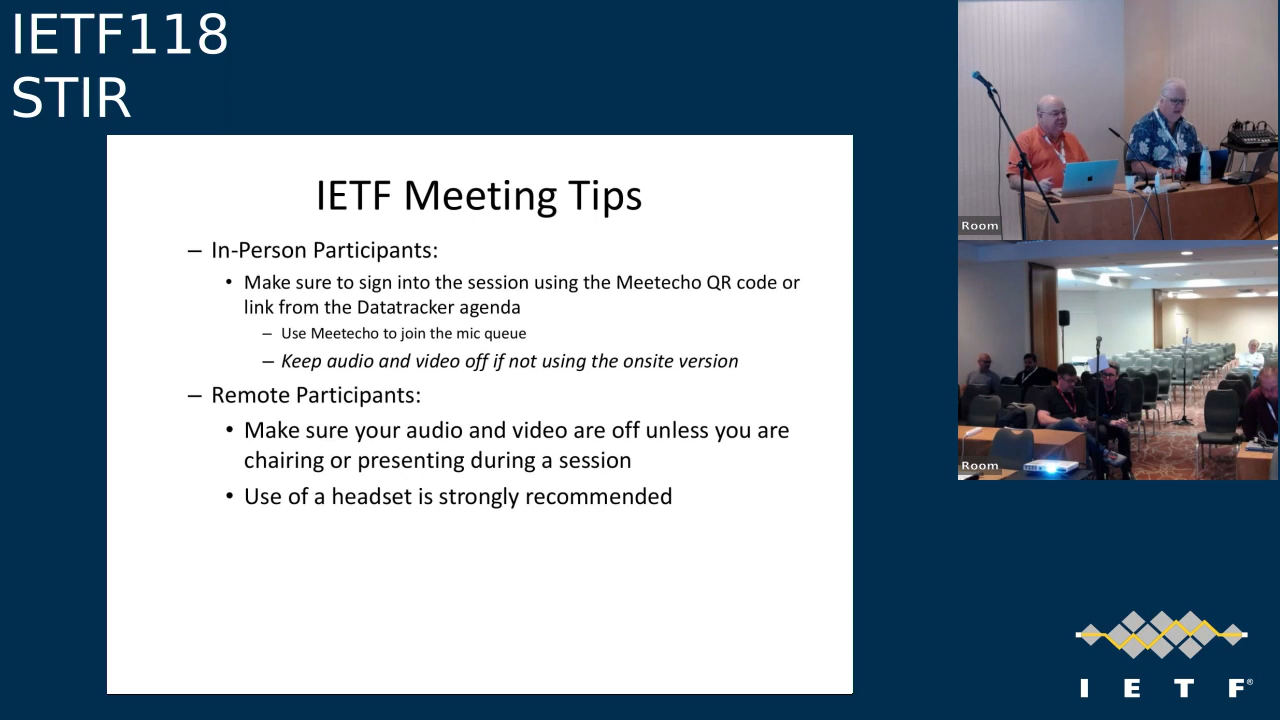 IETF118
STIR
IETF Meeting Tips
– In-Person Participants:
• Make sure to sign into the session using the Meetecho QR code or
link from the Datatracker agenda
– Use Meetecho to join the mic queue
– Keep audio and video off if not using the onsite version
– Remote Participants:
• Make sure your audio and video are off unless you are
chairing or presenting during a session
• Use of a headset is strongly recommended
Room
Room
I E T F®